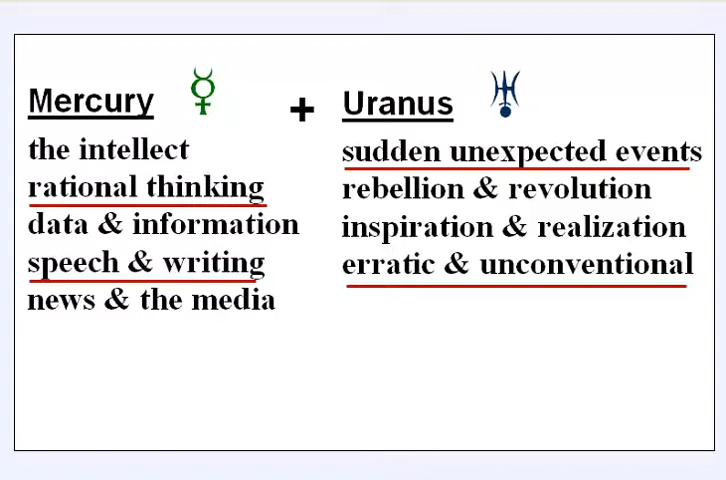 Mercury ☿ + Uranus ♅
the intellect
rational thinking
data & information
speech & writing
news & the media
sudden unexpected events
rebellion & revolution
inspiration & realization
erratic & unconventional